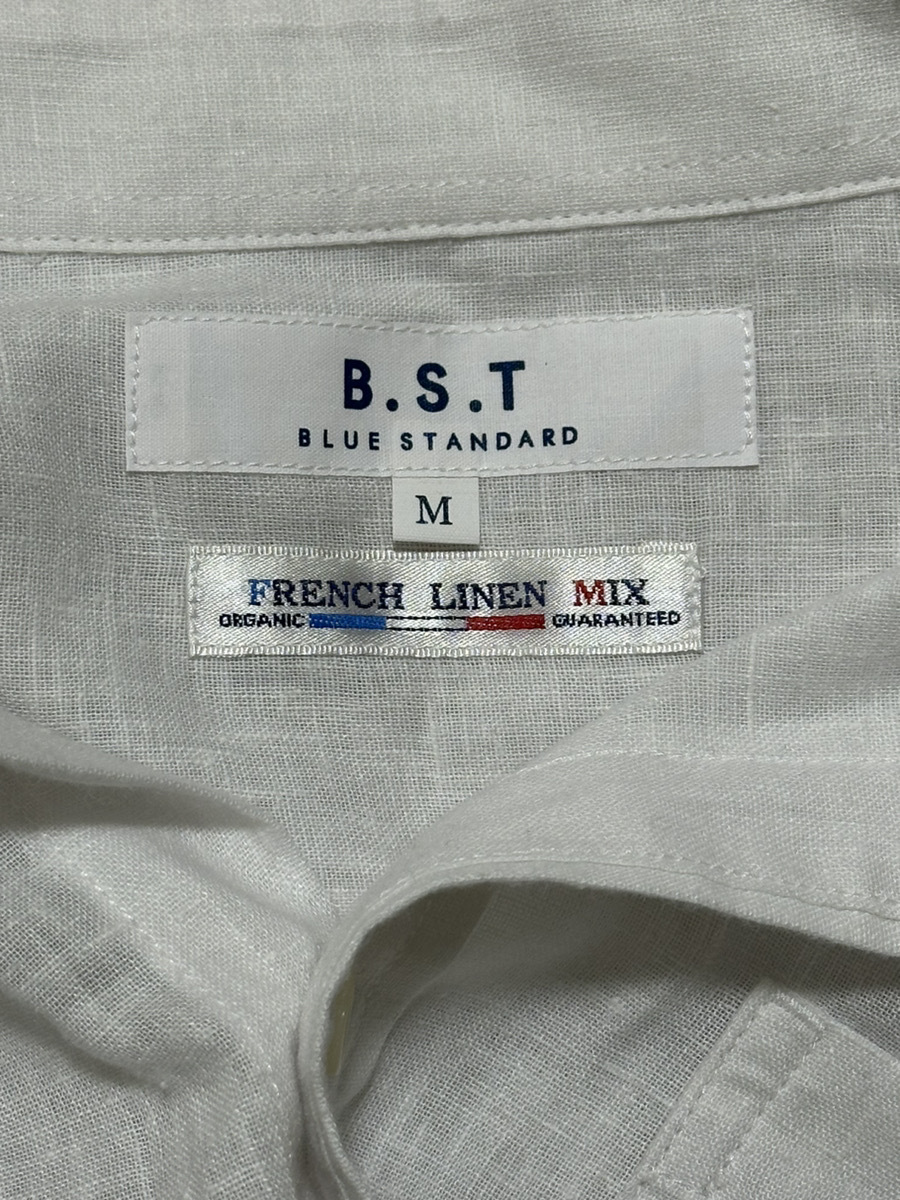 B.S.T
BLUE STANDARD
M
FRENCH LINEN MIX
ORGANIC GUARANTEED